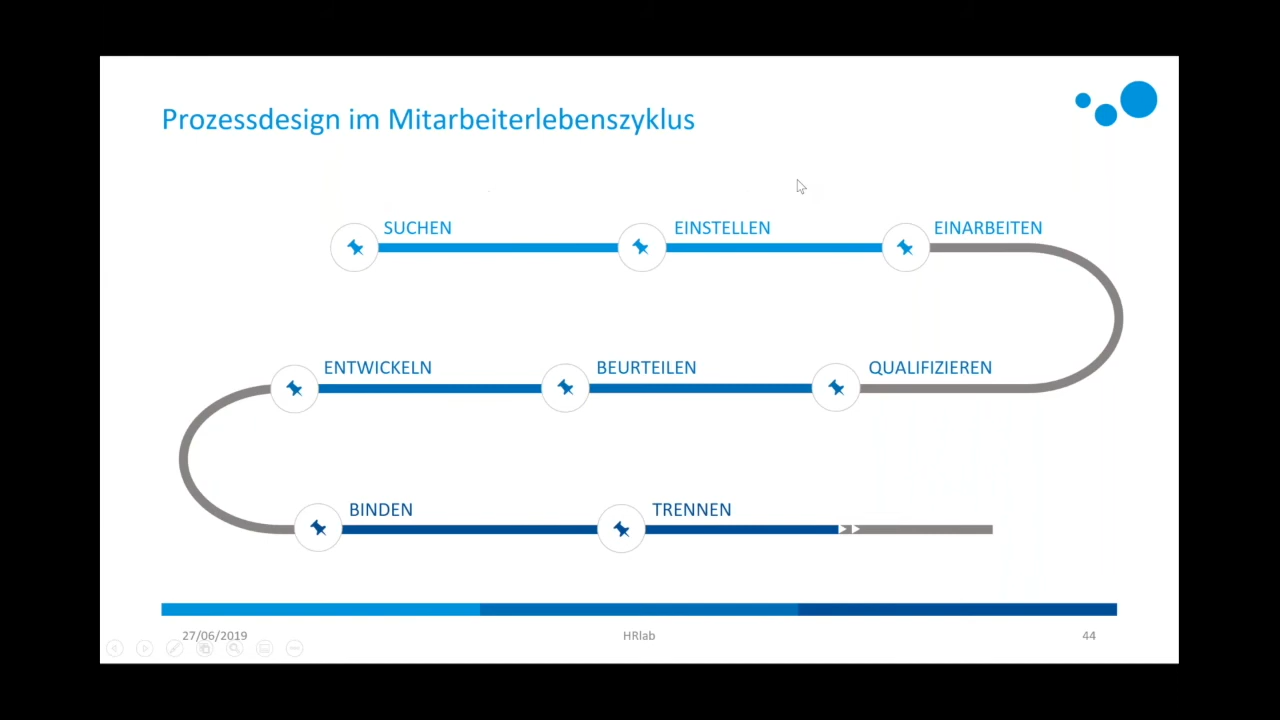 Prozessdesign im Mitarbeiterlebenszyklus
SUCHEN
EINSTELLEN
EINARBEITEN
ENTWICKELN
BEURTEILEN
QUALIFIZIEREN
BINDEN
TRENNEN
27/06/2019
HRlab
44